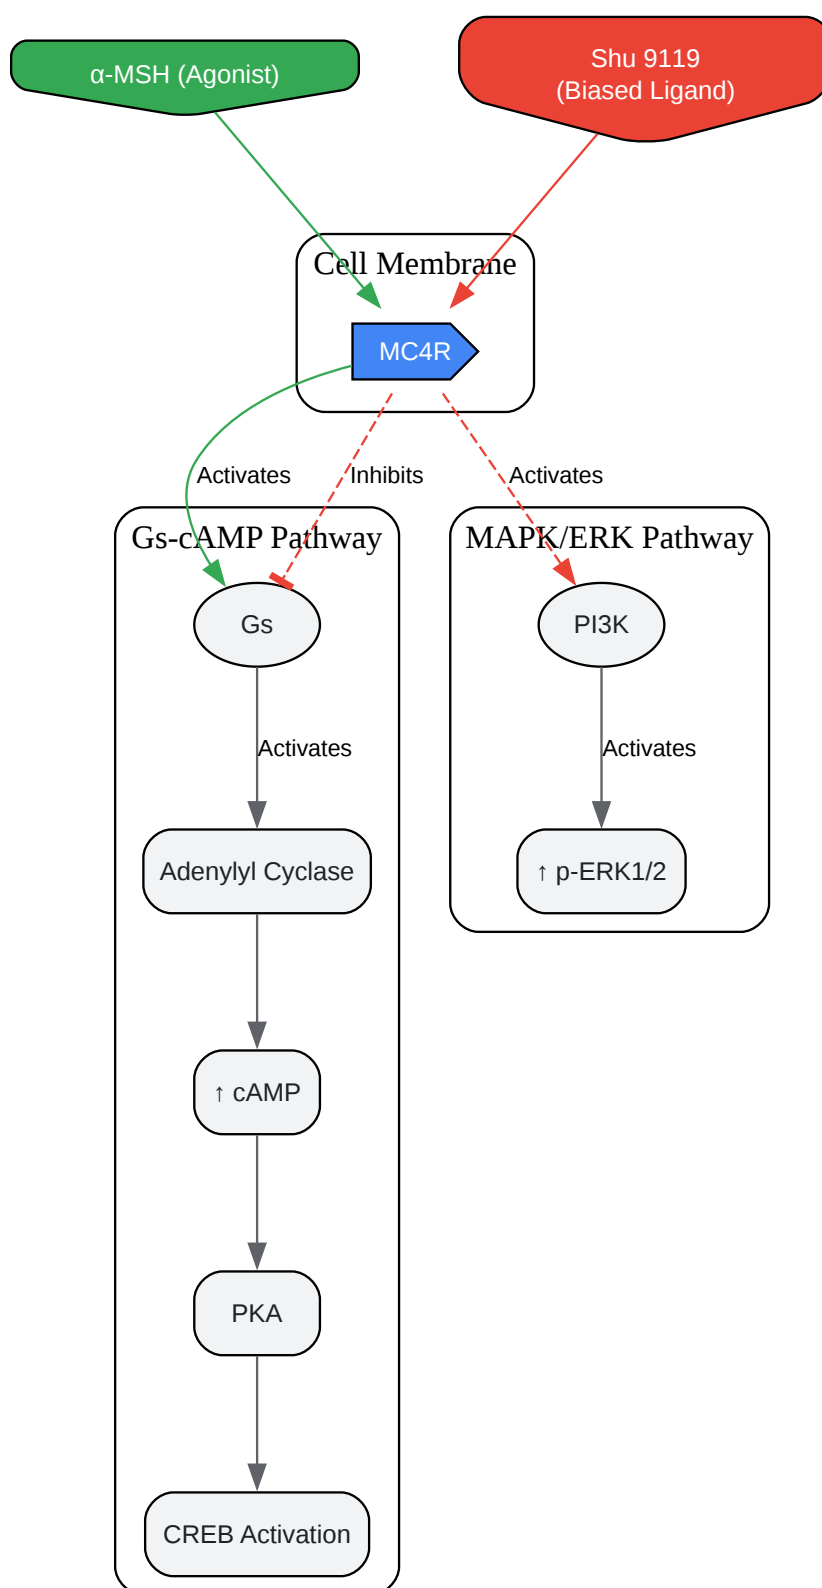 α-MSH (Agonist)
Shu 9119
(Biased Ligand)
Cell Membrane
MC4R
Activates
Inhibits
Activates
Gs-cAMP Pathway
MAPK/ERK Pathway
Gs
PI3K
Activates
Activates
Adenylyl Cyclase
↑ p-ERK1/2
↑ cAMP
PKA
CREB Activation